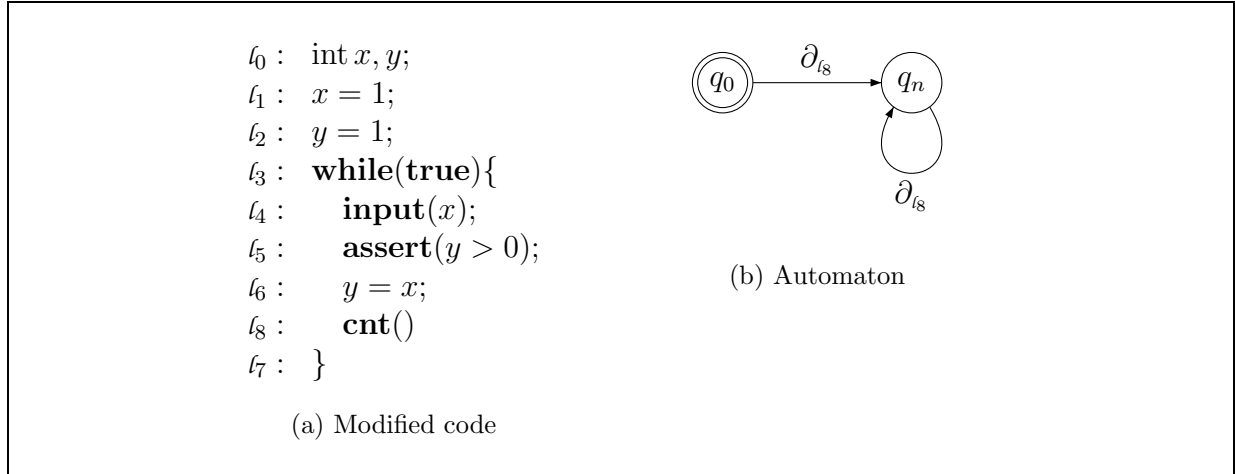 ℓ₀ : int x, y;
ℓ₁ : x = 1;
ℓ₂ : y = 1;
ℓ₃ : while(true){
ℓ₄ : input(x);
ℓ₅ : assert(y > 0);
ℓ₆ : y = x;
ℓ₈ : cnt()
ℓ₇ : }
(a) Modified code
q₀
∂ℓ₈
qₙ
∂ℓ₈
(b) Automaton